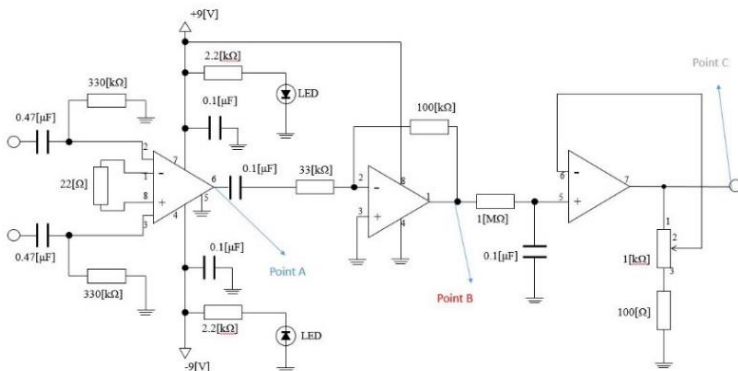 +9[V]
2.2[kΩ]
330[kΩ]
LED
0.47[μF]
0.1[μF]
100[kΩ]
Point C
2
7
1
22[Ω]
8
3
4
5
6
0.1[μF]
33[kΩ]
2
8
3
1
4
1[MΩ]
6
5
7
0.47[μF]
330[kΩ]
0.1[μF]
Point A
Point B
0.1[μF]
1
2
3
1[kΩ]
100[Ω]
2.2[kΩ]
LED
-9[V]